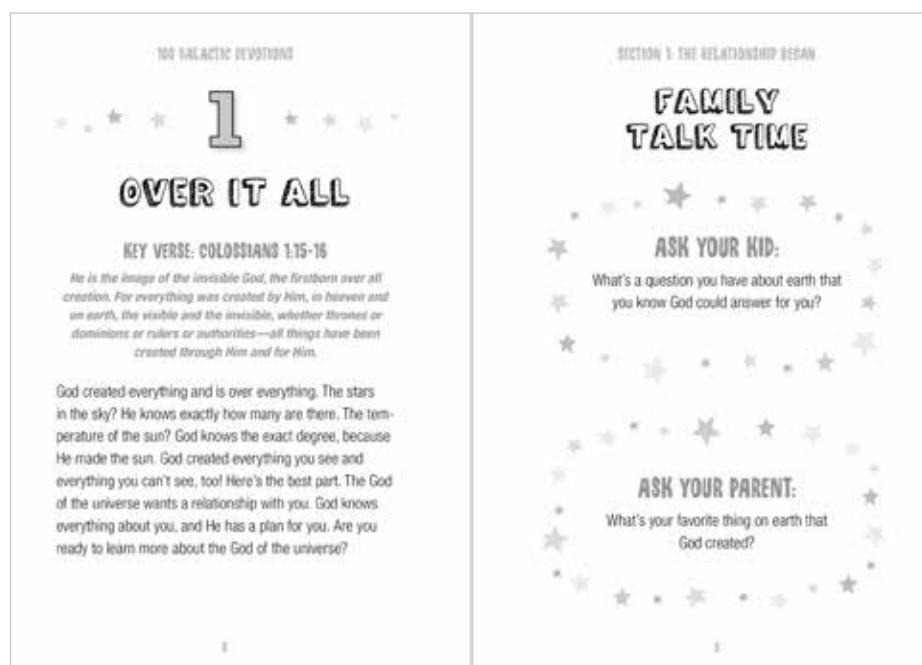 100 GALACTIC DEVOTIONS
1
OVER IT ALL
KEY VERSE: COLOSSIANS 1:15-16
He is the image of the invisible God, the firstborn over all
creation. For everything was created by Him, in heaven and
on earth, the visible and the invisible, whether thrones or
dominions or rulers or authorities—all things have been
created through Him and for Him.
God created everything and is over everything. The stars
in the sky? He knows exactly how many are there. The tem-
perature of the sun? God knows the exact degree, because
He made the sun. God created everything you see and
everything you can't see, too! Here's the best part. The God
of the universe wants a relationship with you. God knows
everything about you, and He has a plan for you. Are you
ready to learn more about the God of the universe?
SECTION 1: THE RELATIONSHIP BEGAN
FAMILY
TALK TIME
ASK YOUR KID:
What's a question you have about earth that
you know God could answer for you?
ASK YOUR PARENT:
What's your favorite thing on earth that
God created?